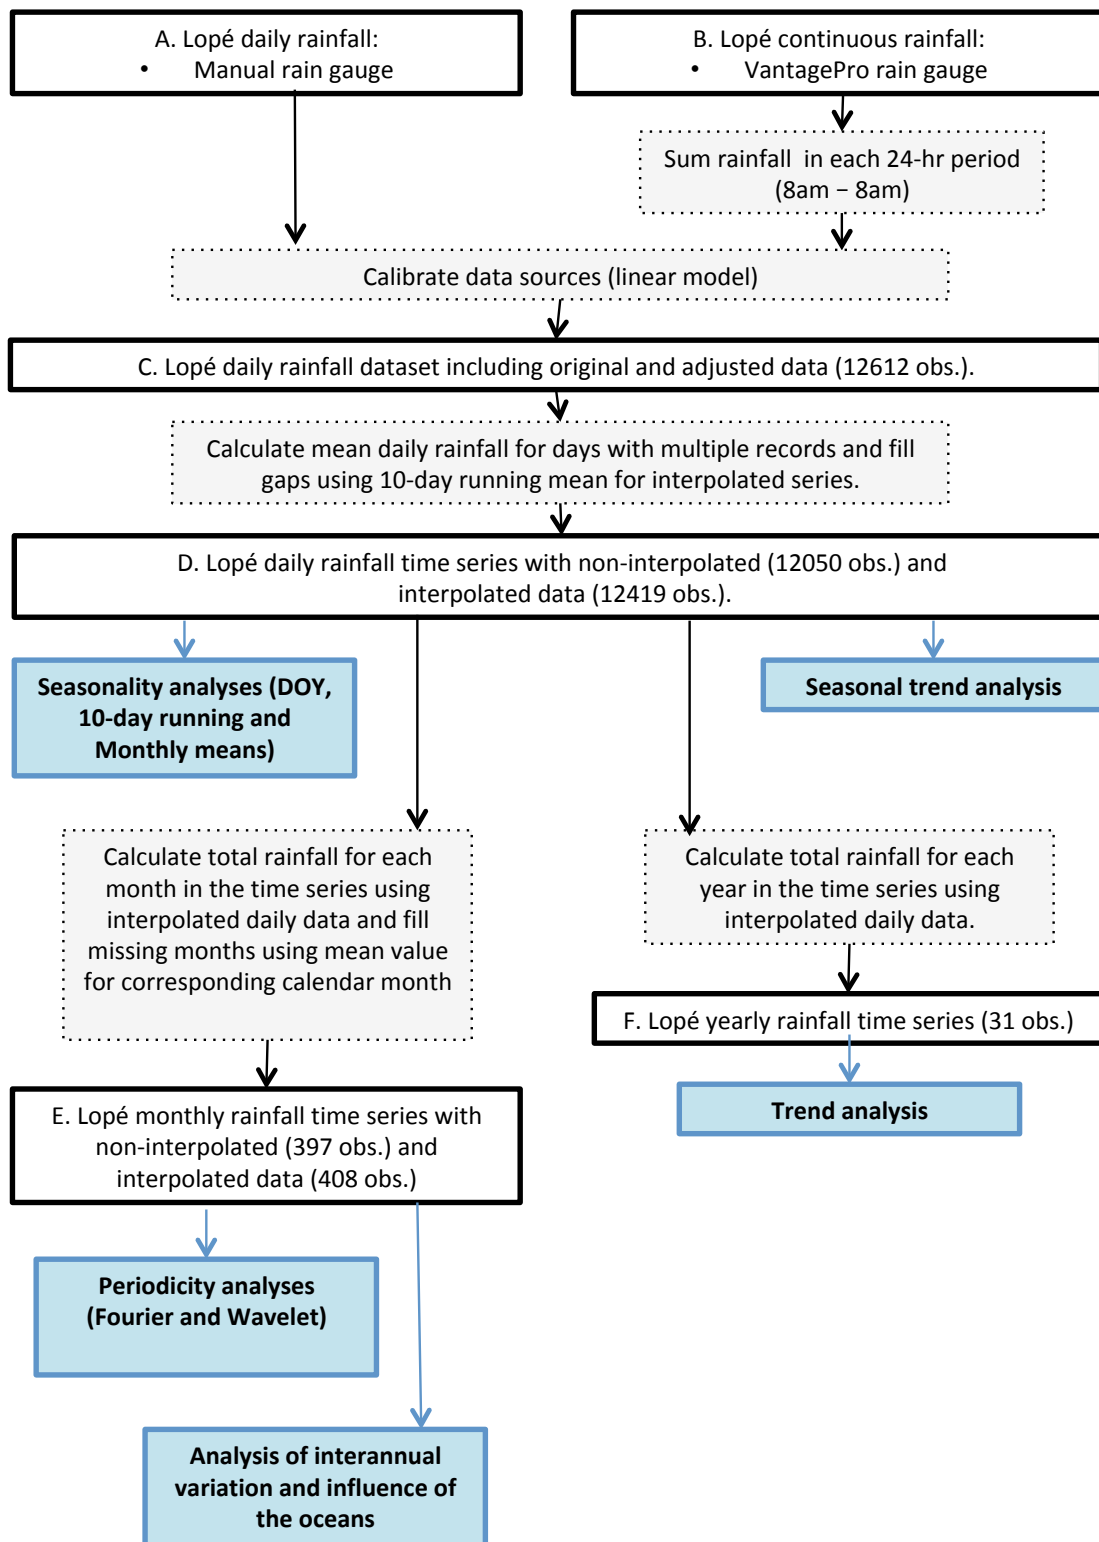 A. Lopé daily rainfall:
• Manual rain gauge
B. Lopé continuous rainfall:
• VantagePro rain gauge
Sum rainfall in each 24-hr period
(8am – 8am)
Calibrate data sources (linear model)
C. Lopé daily rainfall dataset including original and adjusted data (12612 obs.).
Calculate mean daily rainfall for days with multiple records and fill
gaps using 10-day running mean for interpolated series.
D. Lopé daily rainfall time series with non-interpolated (12050 obs.) and
interpolated data (12419 obs.).
Seasonality analyses (DOY,
10-day running and
Monthly means)
Seasonal trend analysis
Calculate total rainfall for each
month in the time series using
interpolated daily data and fill
missing months using mean value
for corresponding calendar month
Calculate total rainfall for each
year in the time series using
interpolated daily data.
F. Lopé yearly rainfall time series (31 obs.)
Trend analysis
E. Lopé monthly rainfall time series with
non-interpolated (397 obs.) and
interpolated data (408 obs.)
Periodicity analyses
(Fourier and Wavelet)
Analysis of interannual
variation and influence of
the oceans